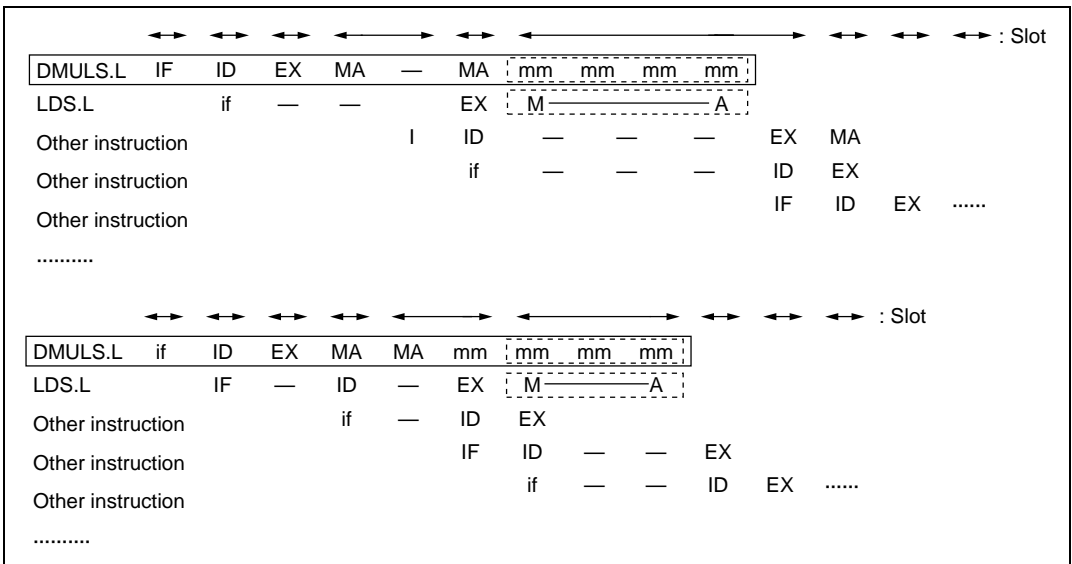 : Slot
DMULS.L IF ID EX MA — MA mm mm mm mm
LDS.L if — — EX M A
Other instruction I ID — — — EX MA
Other instruction if — — — ID EX
Other instruction IF ID EX ......
..........
: Slot
DMULS.L if ID EX MA MA mm mm mm mm
LDS.L IF — ID — EX M A
Other instruction if — ID EX
Other instruction IF ID — — EX
Other instruction if — — ID EX ......
..........